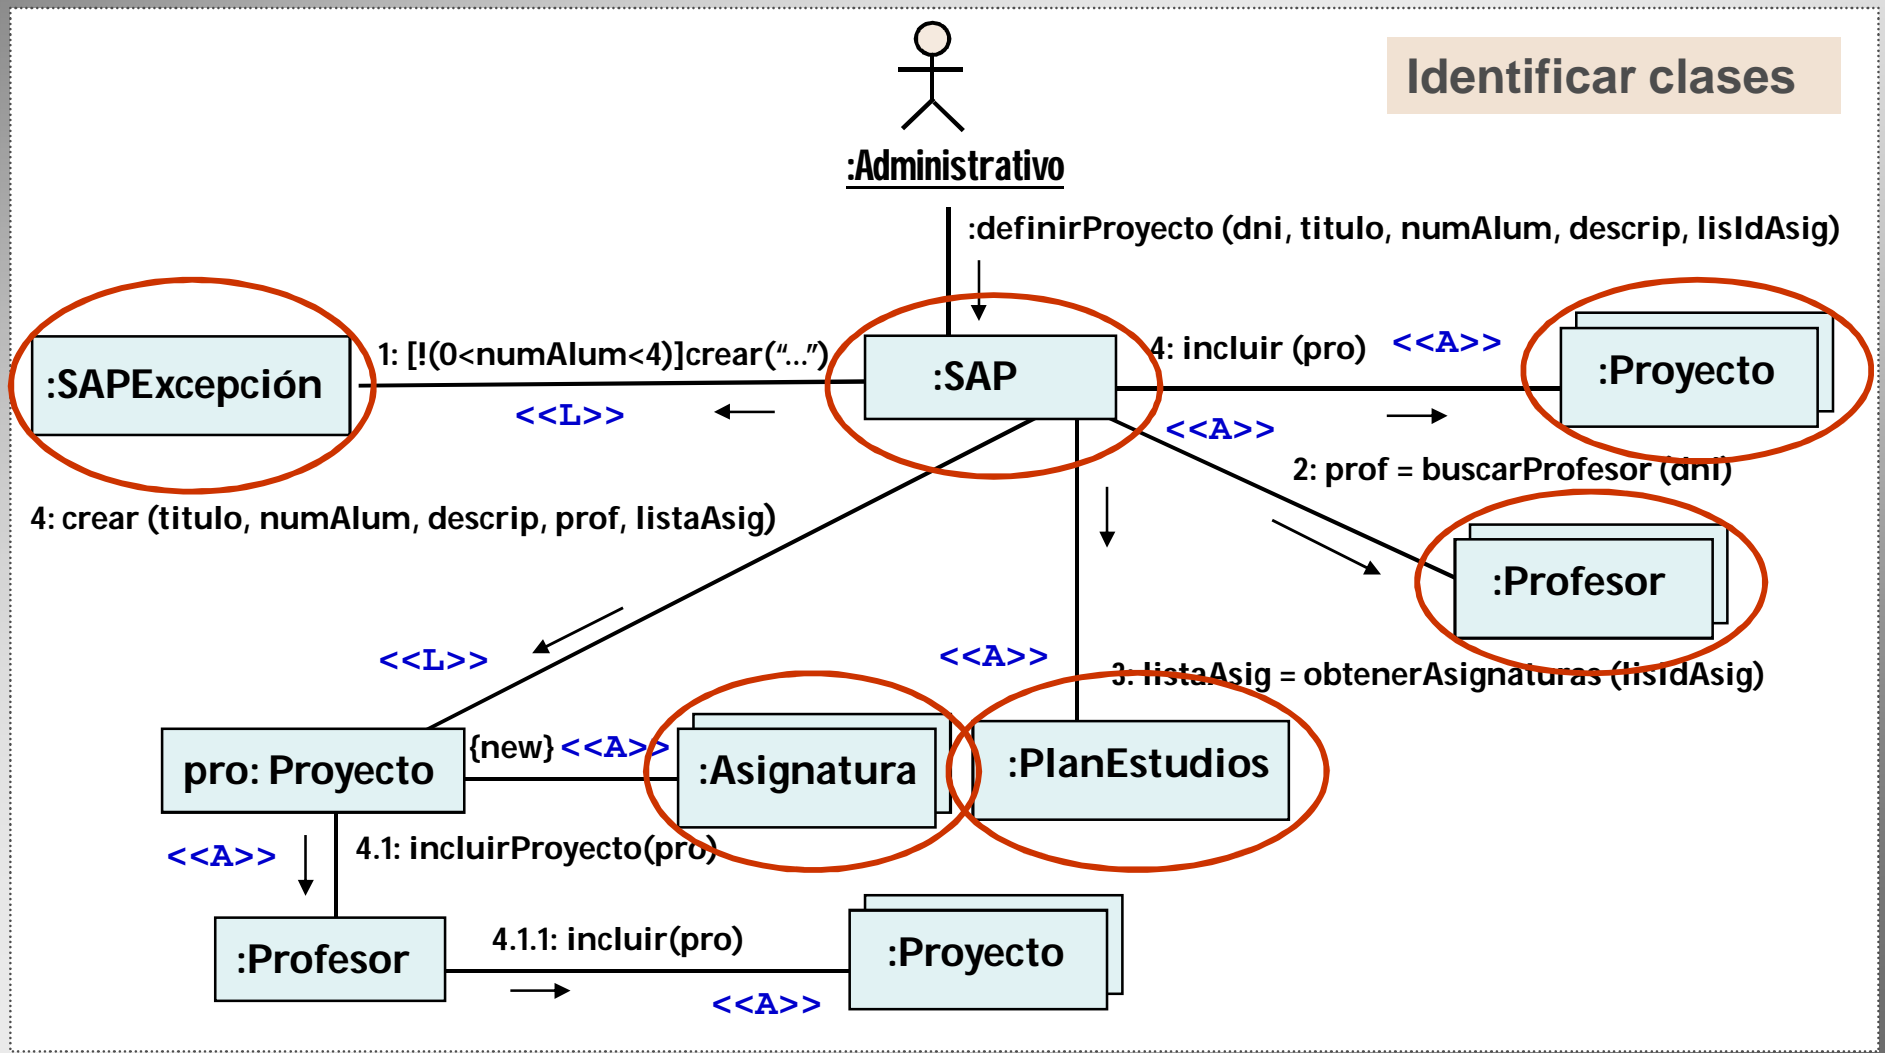 Identificar clases
:Administrativo
:definirProyecto (dni, titulo, numAlum, descrip, lisIdAsig)
:SAPExcepción
1: [!(0<numAlum<4)]crear(“...”)
<<L>>
:SAP
4: incluir (pro)
<<A>>
:Proyecto
<<A>>
2: prof = buscarProfesor (dni)
:Profesor
4: crear (titulo, numAlum, descrip, prof, listaAsig)
<<L>>
<<A>>
3: listaAsig = obtenerAsignaturas (lisIdAsig)
pro: Proyecto
{new} <<A>>
:Asignatura
:PlanEstudios
<<A>>
4.1: incluirProyecto(pro)
:Profesor
4.1.1: incluir(pro)
<<A>>
:Proyecto